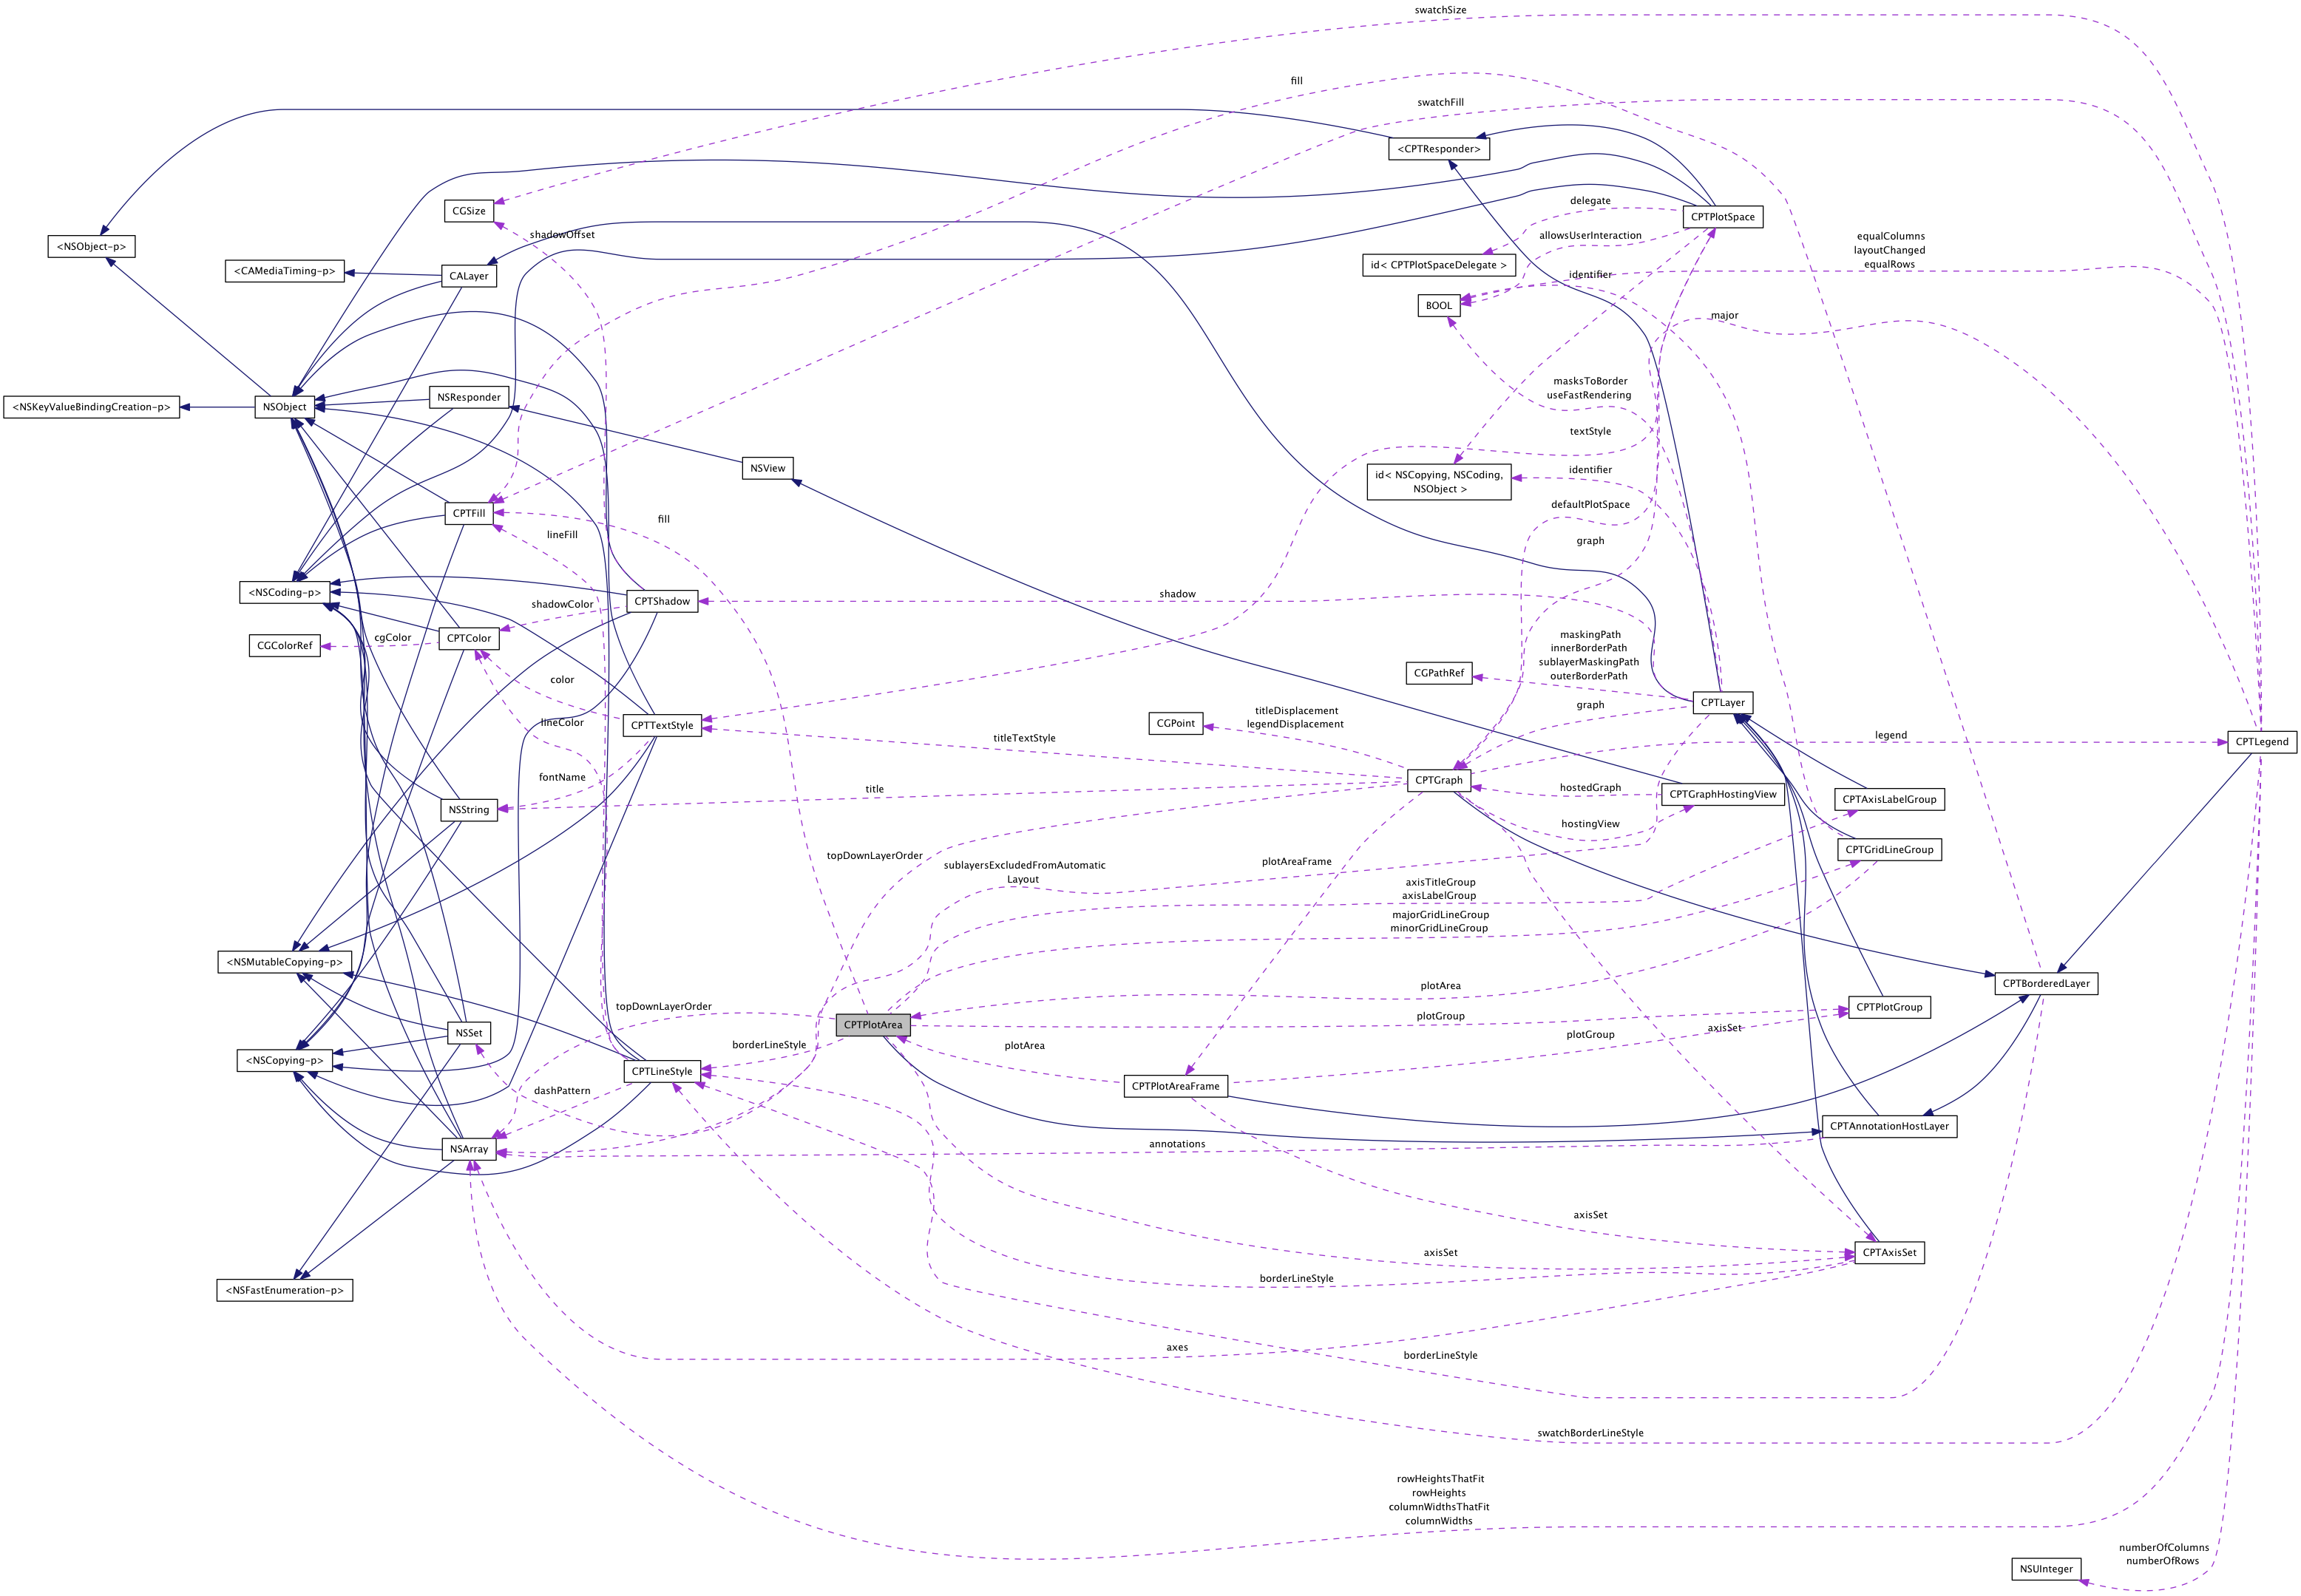 swatchSize
fill
swatchFill
<CPTResponder>
CGSize
delegate
CPTPlotSpace
shadowOffset
allowsUserInteraction
equalColumns
layoutChanged
equalRows
<NSObject-p>
<CAMediaTiming-p>
CALayer
id< CPTPlotSpaceDelegate >
identifier
BOOL
major
masksToBorder
useFastRendering
<NSKeyValueBindingCreation-p>
NSObject
NSResponder
textStyle
NSView
id< NSCopying, NSCoding,
NSObject >
identifier
defaultPlotSpace
CPTFill
fill
lineFill
graph
<NSCoding-p>
CPTShadow
shadow
shadowColor
CPTColor
cgColor
CGColorRef
maskingPath
innerBorderPath
sublayerMaskingPath
outerBorderPath
CGPathRef
color
CPTLayer
graph
lineColor
CPTTextStyle
titleDisplacement
legendDisplacement
CGPoint
titleTextStyle
legend
CPTLegend
fontName
CPTGraph
title
hostedGraph
CPTGraphHostingView
CPTAxisLabelGroup
NSString
hostingView
topDownLayerOrder
sublayersExcludedFromAutomatic
Layout
plotAreaFrame
CPTGridLineGroup
axisTitleGroup
axisLabelGroup
majorGridLineGroup
minorGridLineGroup
<NSMutableCopying-p>
plotArea
CPTBorderedLayer
topDownLayerOrder
CPTPlotArea
plotGroup
CPTPlotGroup
NSSet
axisSet
plotGroup
borderLineStyle
plotArea
<NSCopying-p>
CPTLineStyle
CPTPlotAreaFrame
dashPattern
CPTAnnotationHostLayer
NSArray
annotations
axisSet
axisSet
CPTAxisSet
borderLineStyle
<NSFastEnumeration-p>
axes
borderLineStyle
swatchBorderLineStyle
rowHeightsThatFit
rowHeights
columnWidthsThatFit
columnWidths
numberOfColumns
numberOfRows
NSUInteger